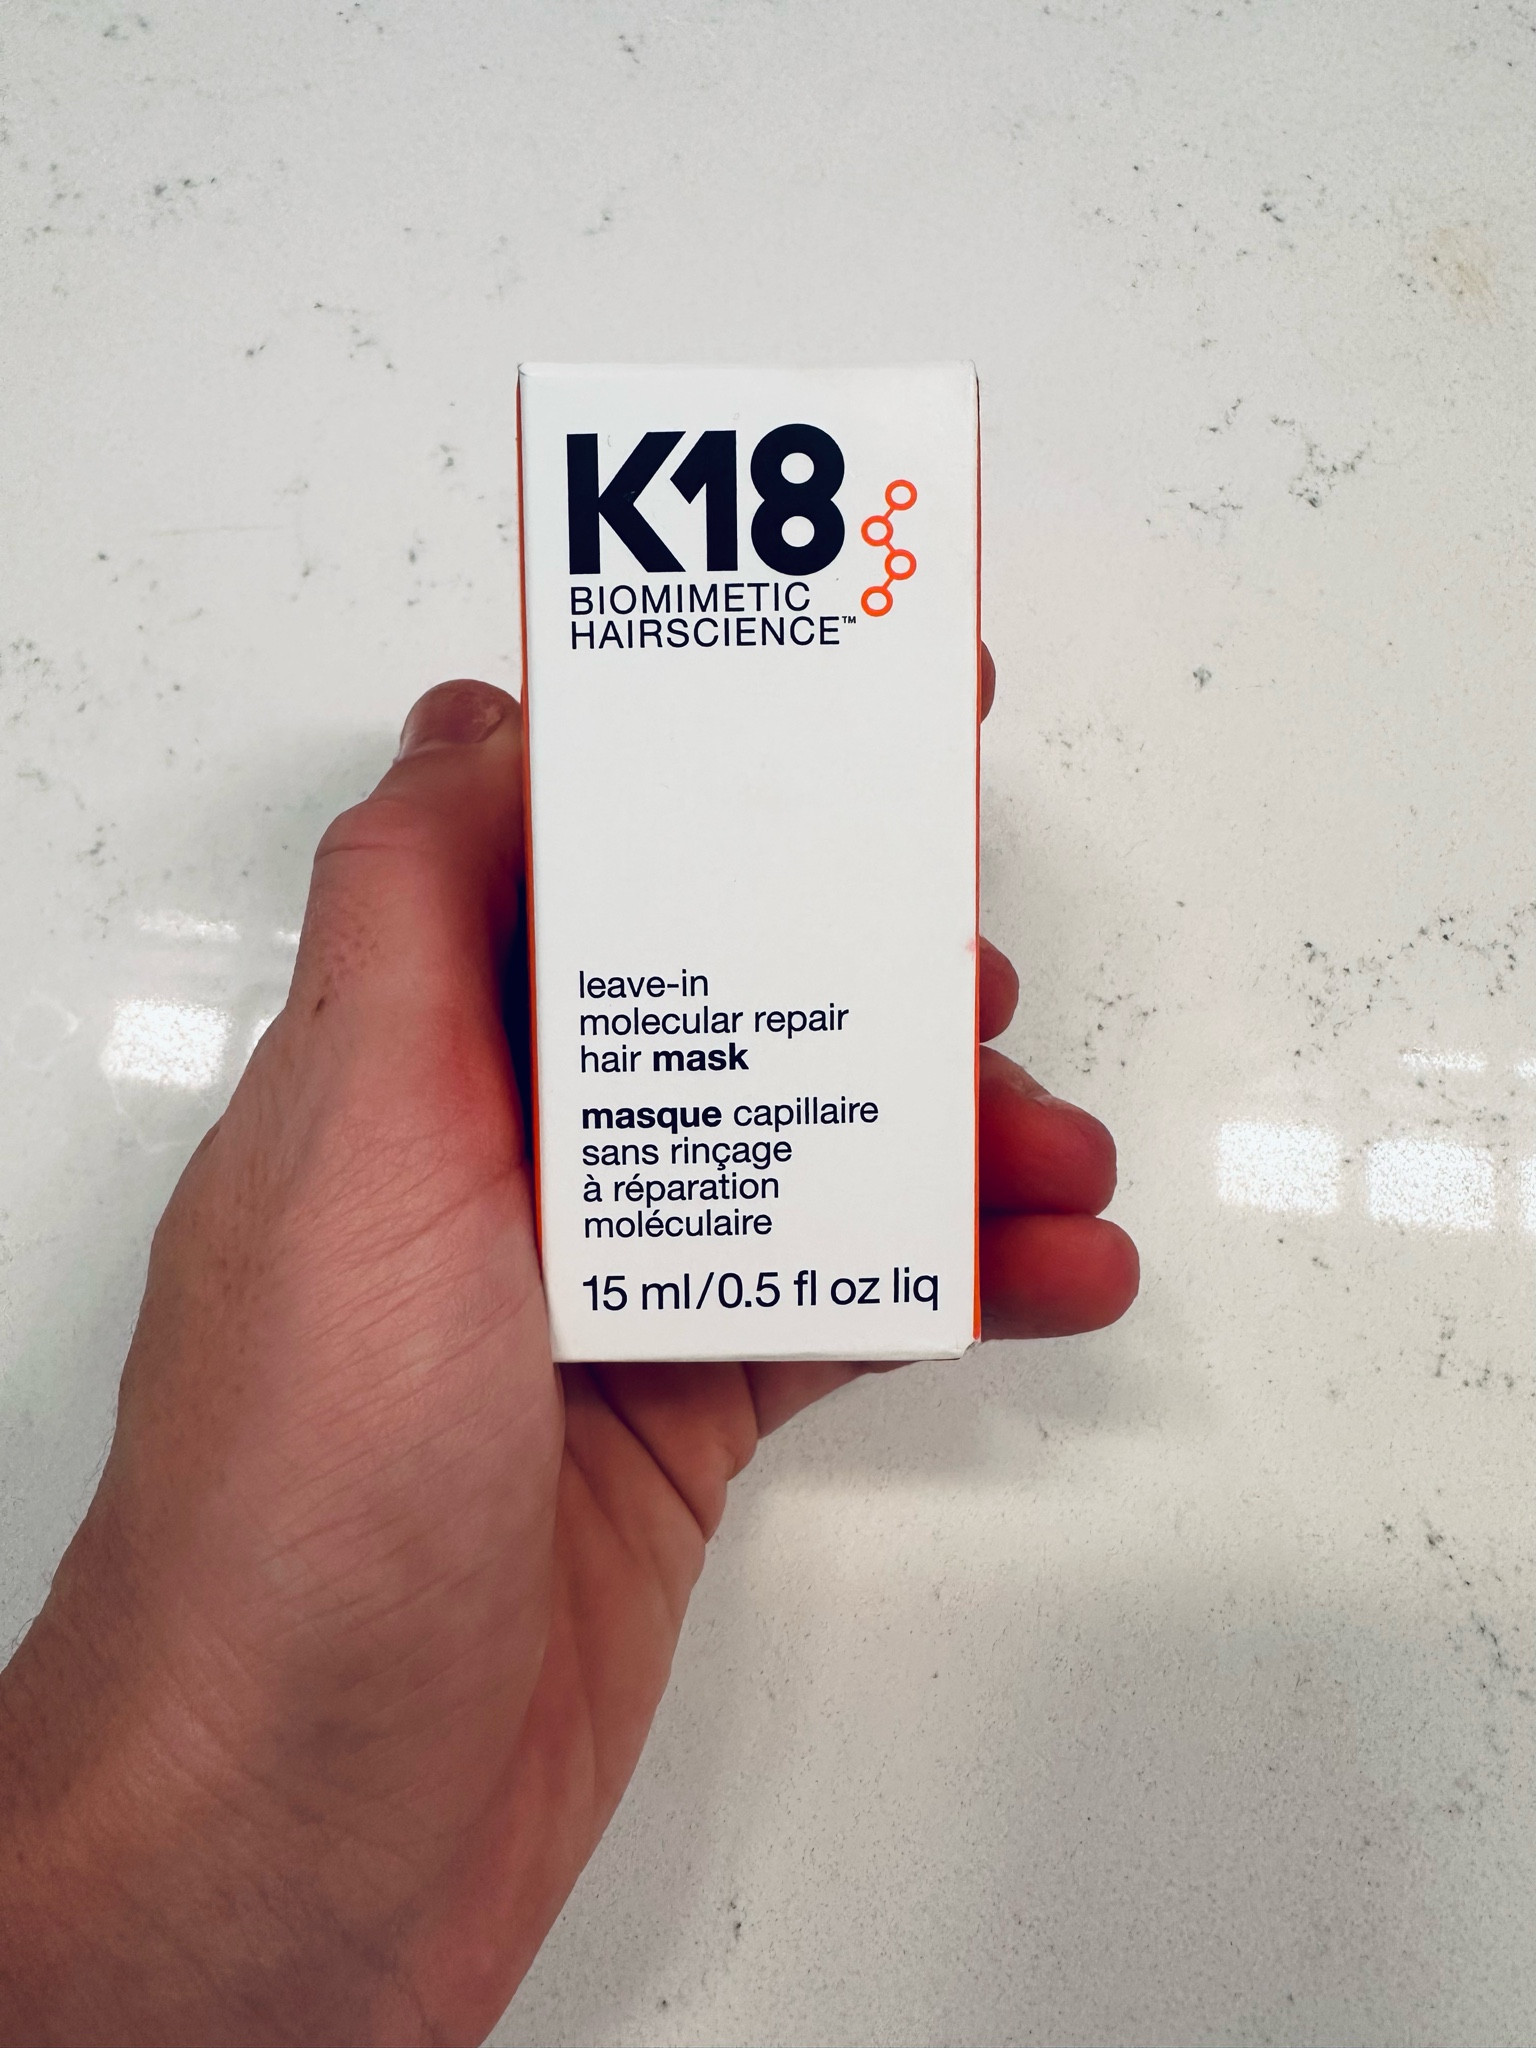 K18
BIOMIMETIC
HAIRSCIENCE™
leave-in
molecular repair
hair mask
masque capillaire
sans rinçage
à réparation
moléculaire
15 ml/0.5 fl oz liq